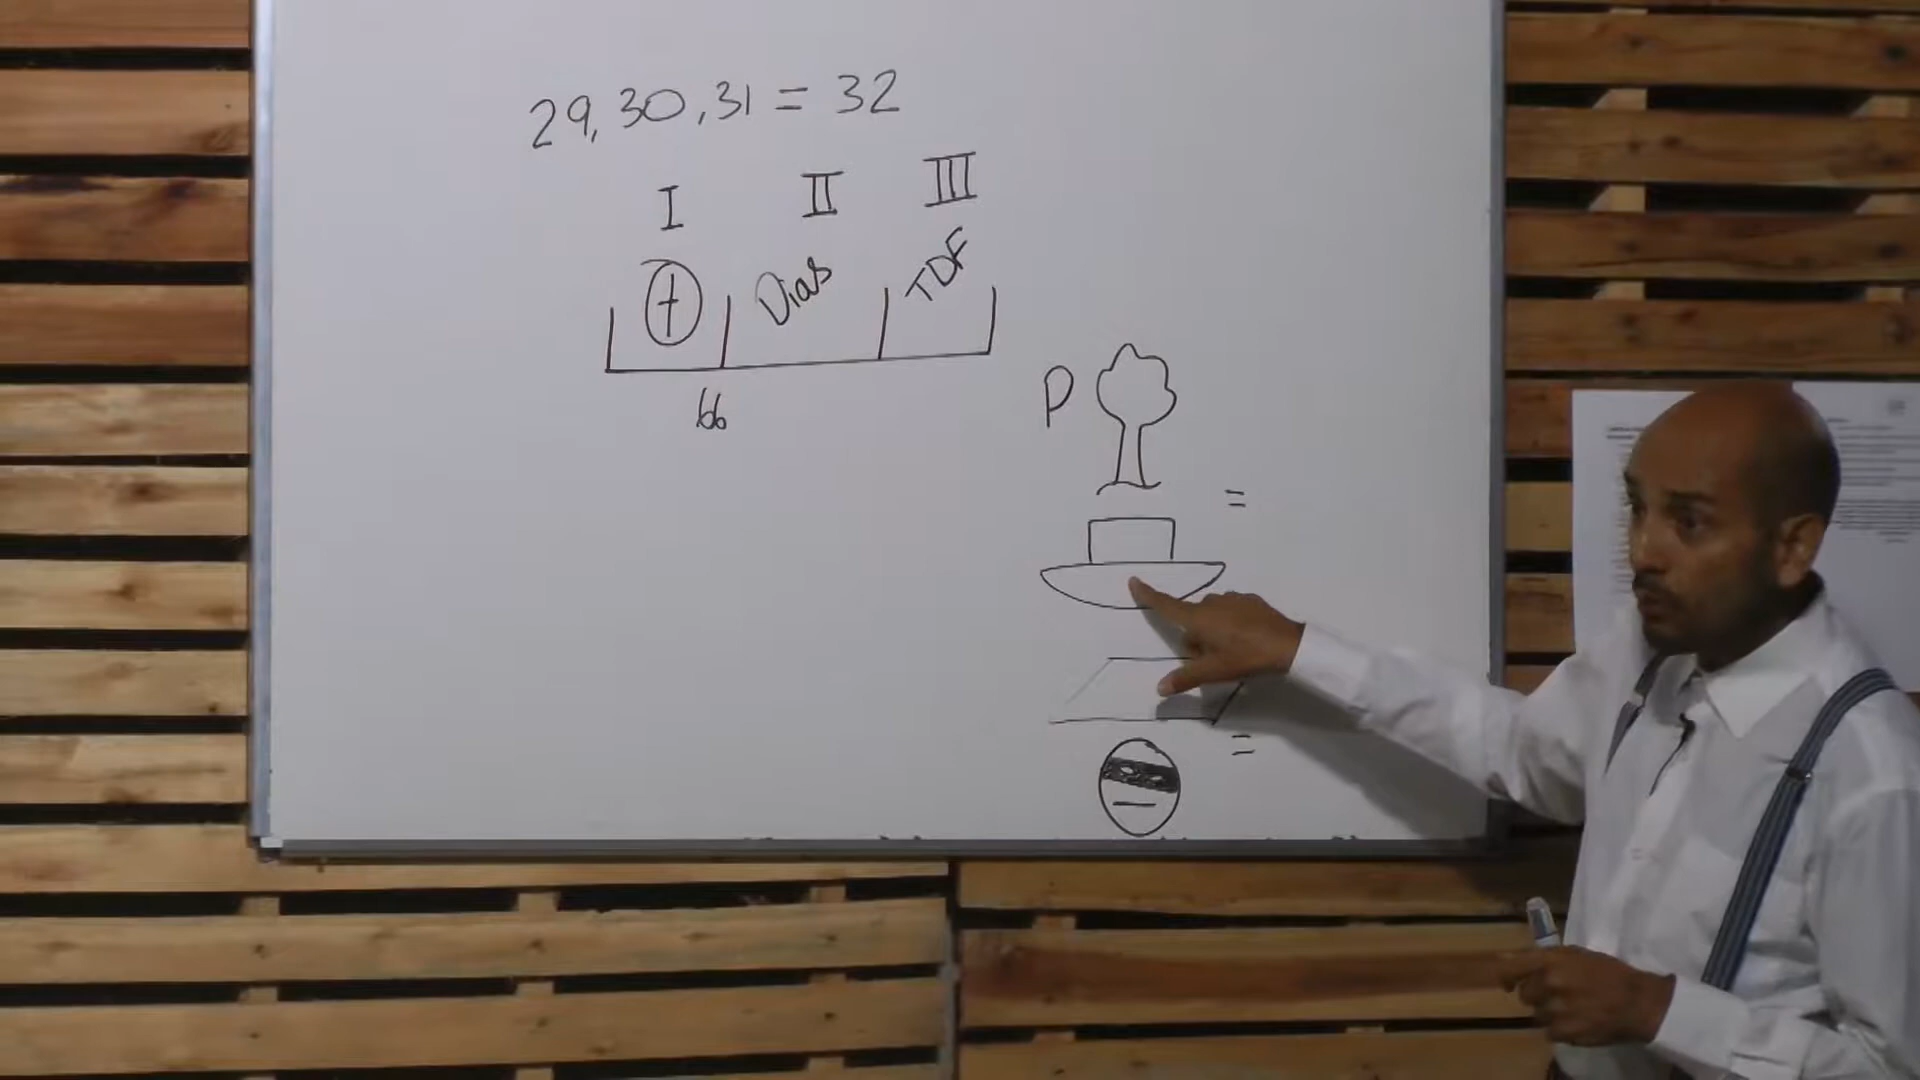 29, 30, 31 = 32
I II III
+ Dias TDF
66
P
=
=